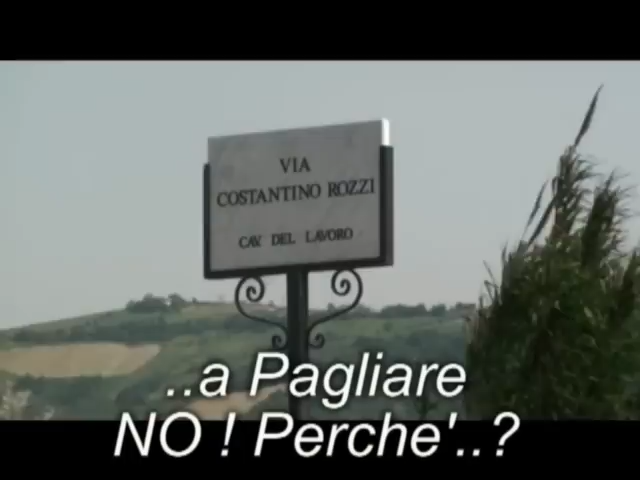 VIA
COSTANTINO ROZZI
CAV. DEL LAVORO
..a Pagliare
NO ! Perche'..?